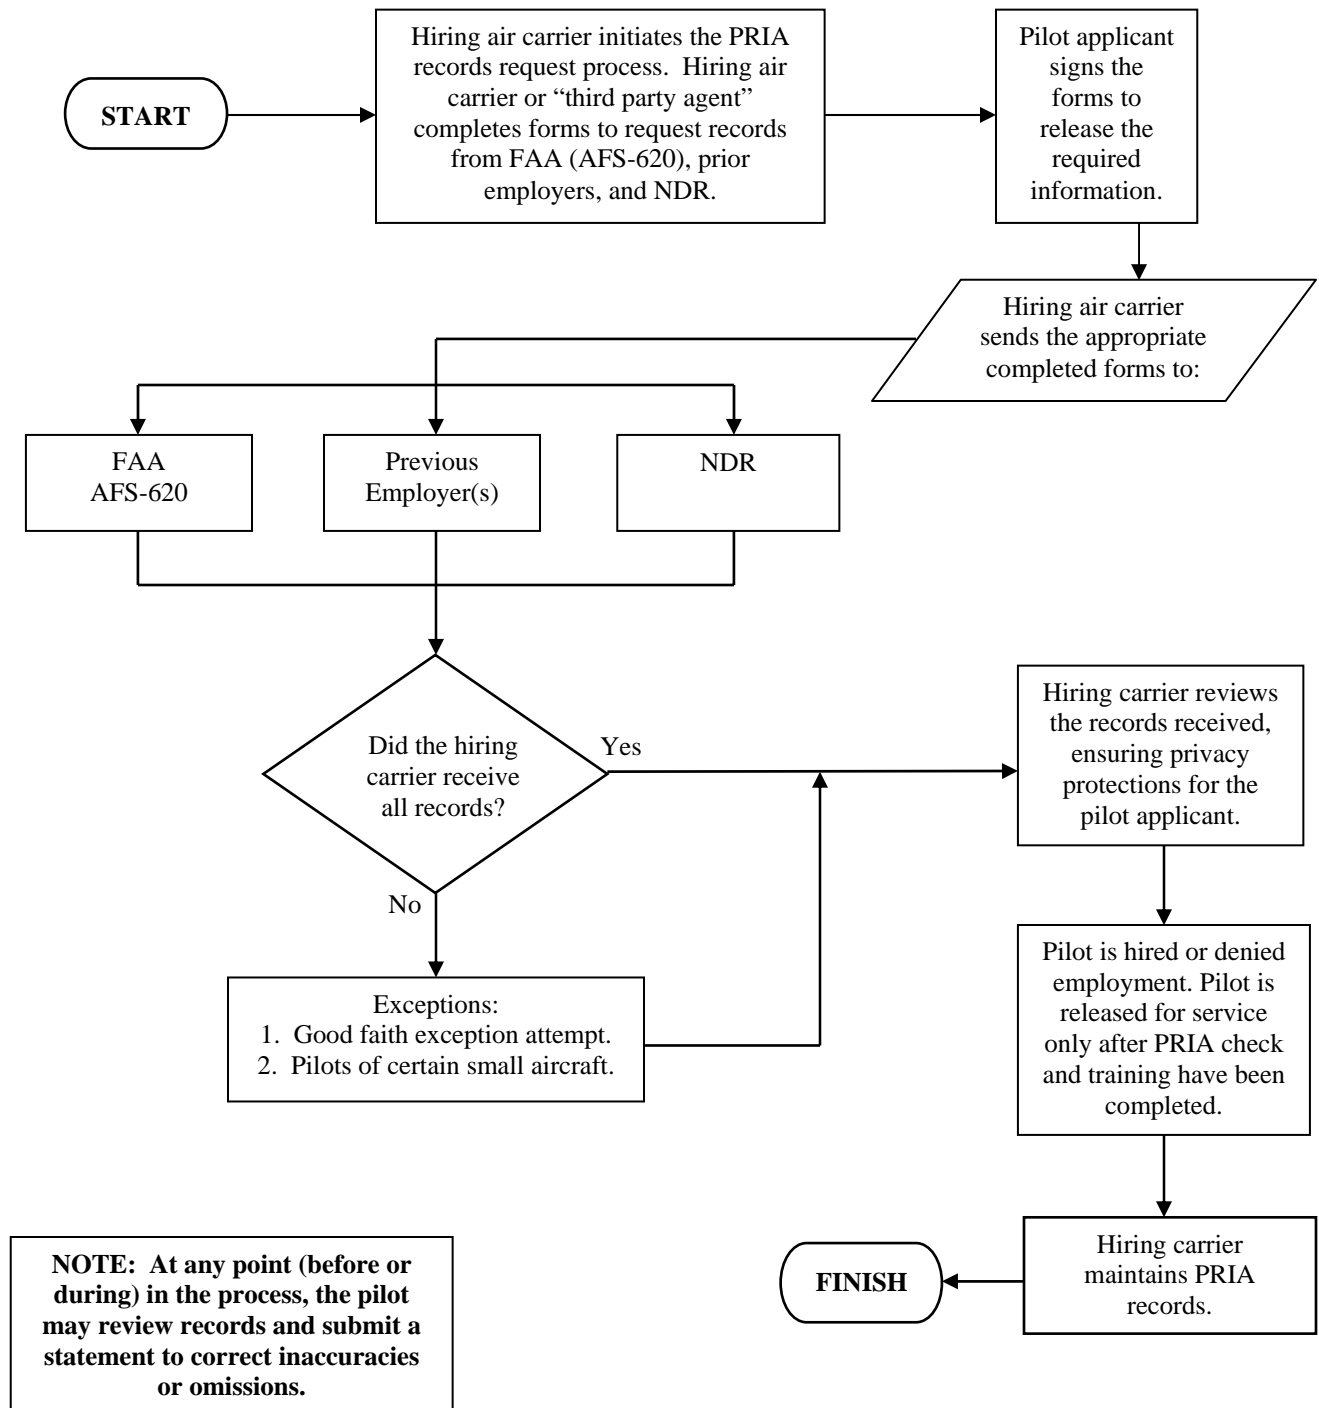 START
Hiring air carrier initiates the PRIA
records request process.  Hiring air
carrier or “third party agent”
completes forms to request records
from FAA (AFS-620), prior
employers, and NDR.
Pilot applicant
signs the
forms to
release the
required
information.
Hiring air carrier
sends the appropriate
completed forms to:
FAA
AFS-620
Previous
Employer(s)
NDR
Did the hiring
carrier receive
all records?
Yes
No
Hiring carrier reviews
the records received,
ensuring privacy
protections for the
pilot applicant.
Exceptions:
1.  Good faith exception attempt.
2.  Pilots of certain small aircraft.
Pilot is hired or denied
employment. Pilot is
released for service
only after PRIA check
and training have been
completed.
Hiring carrier
maintains PRIA
records.
FINISH
NOTE:  At any point (before or
during) in the process, the pilot
may review records and submit a
statement to correct inaccuracies
or omissions.